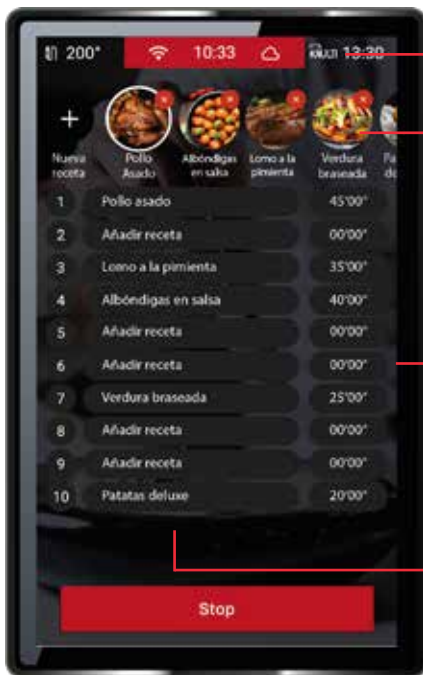 200°
10:33
13:30
Nueva receta
Pollo Asado
Albóndigas en salsa
Lomo a la pimienta
Verdura braseada
1 Pollo asado 45'00"
2 Añadir receta 00'00"
3 Lomo a la pimienta 35'00"
4 Albóndigas en salsa 40'00"
5 Añadir receta 00'00"
6 Añadir receta 00'00"
7 Verdura braseada 25'00"
8 Añadir receta 00'00"
9 Añadir receta 00'00"
10 Patatas deluxe 20'00"
Stop